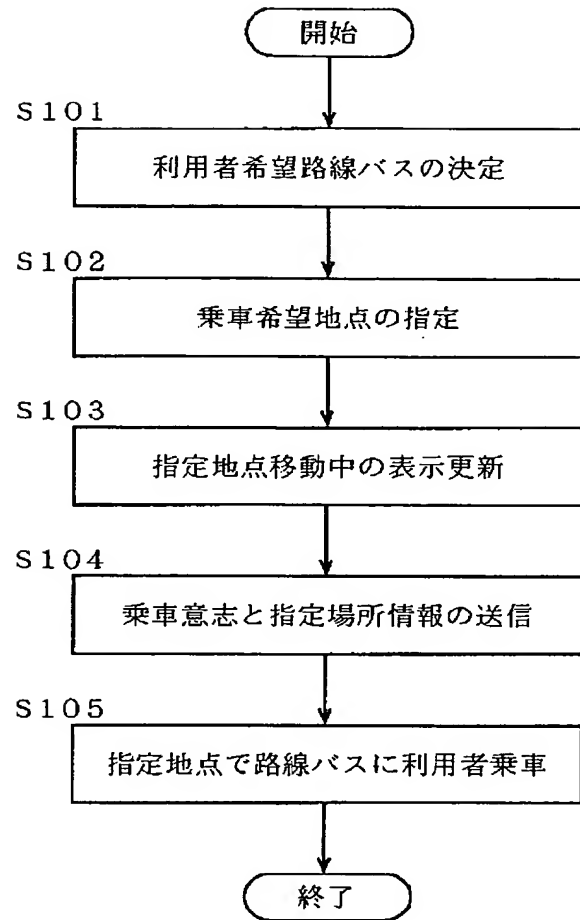 開始
S101
利用者希望路線バスの決定
S102
乗車希望地点の指定
S103
指定地点移動中の表示更新
S104
乗車意志と指定場所情報の送信
S105
指定地点で路線バスに利用者乗車
終了